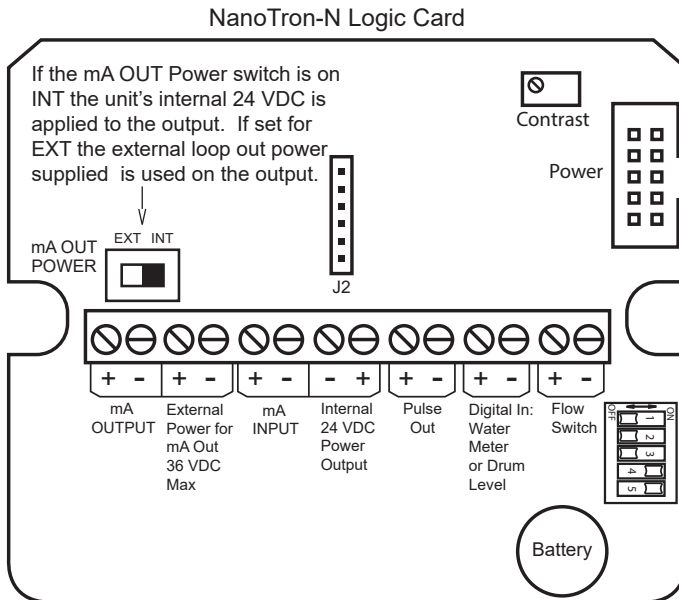 NanoTron-N Logic Card
If the mA OUT Power switch is on
INT the unit's internal 24 VDC is
applied to the output.  If set for
EXT the external loop out power
supplied  is used on the output.
Contrast
Power
EXT INT
mA OUT
POWER
J2
+ - + - + - - + + - + - + -
mA
OUTPUT
External
Power for
mA Out
36 VDC
Max
mA
INPUT
Internal
24 VDC
Power
Output
Pulse
Out
Digital In:
Water
Meter
or Drum
Level
Flow
Switch
OFF
ON
1
2
3
4
5
Battery